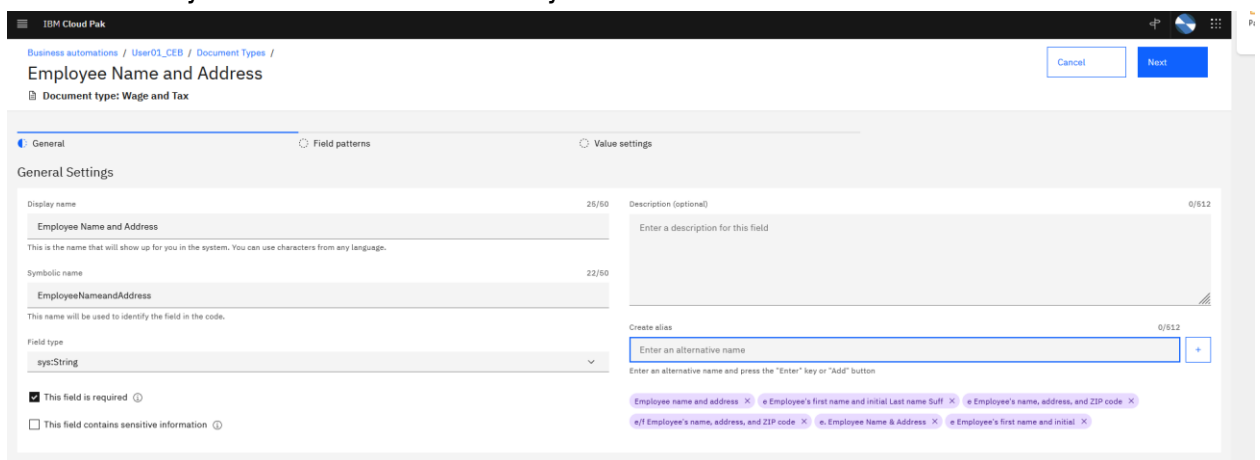 IBM Cloud Pak
Business automations / User01_CEB / Document Types /
Employee Name and Address
Document type: Wage and Tax
Cancel
Next
General
Field patterns
Value settings
General Settings
Display name 25/50
Employee Name and Address
This is the name that will show up for you in the system. You can use characters from any language.
Symbolic name 22/50
EmployeeNameandAddress
This name will be used to identify the field in the code.
Field type
sys:String
This field is required
This field contains sensitive information
Description (optional) 0/512
Enter a description for this field
Create alias 0/512
Enter an alternative name
+
Enter an alternative name and press the "Enter" key or "Add" button
Employee name and address × e Employee's first name and initial Last name Suff × e Employee's name, address, and ZIP code ×
e/f Employee's name, address, and ZIP code × e. Employee Name & Address × e Employee's first name and initial ×